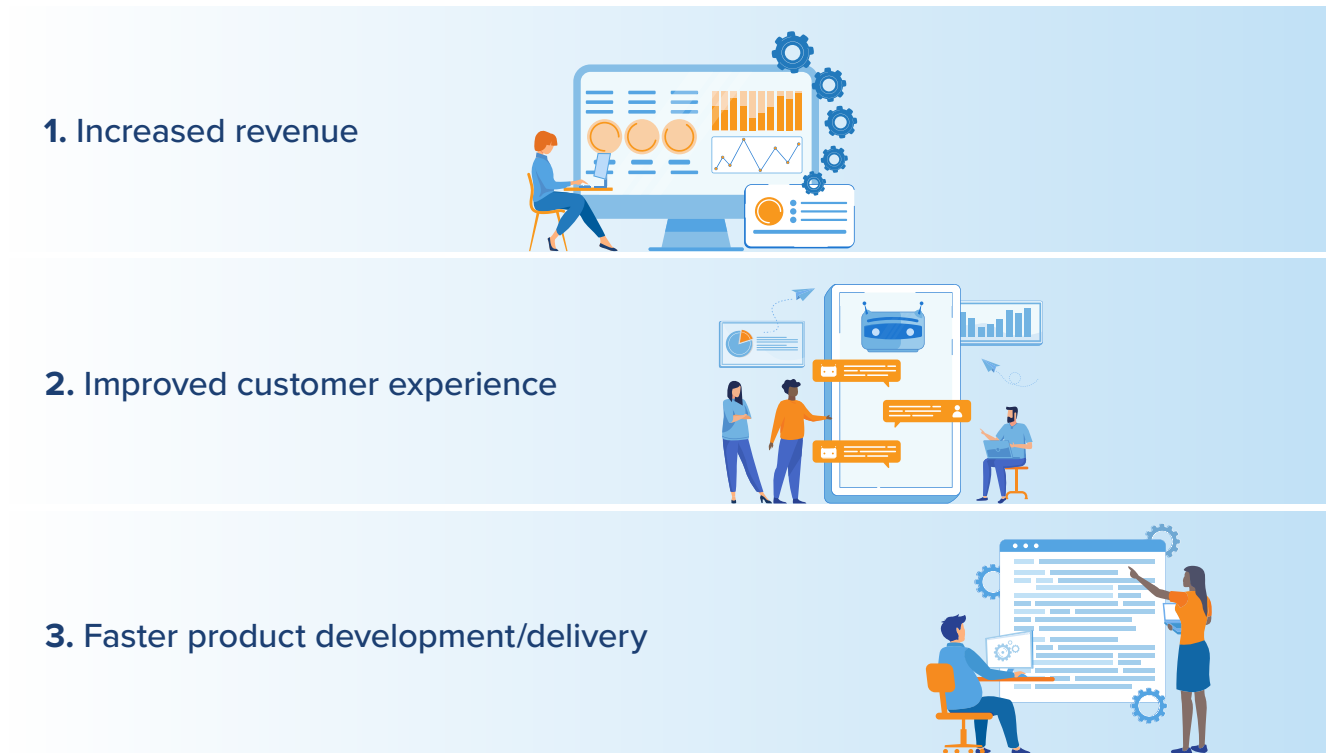 1. Increased revenue
2. Improved customer experience
3. Faster product development/delivery